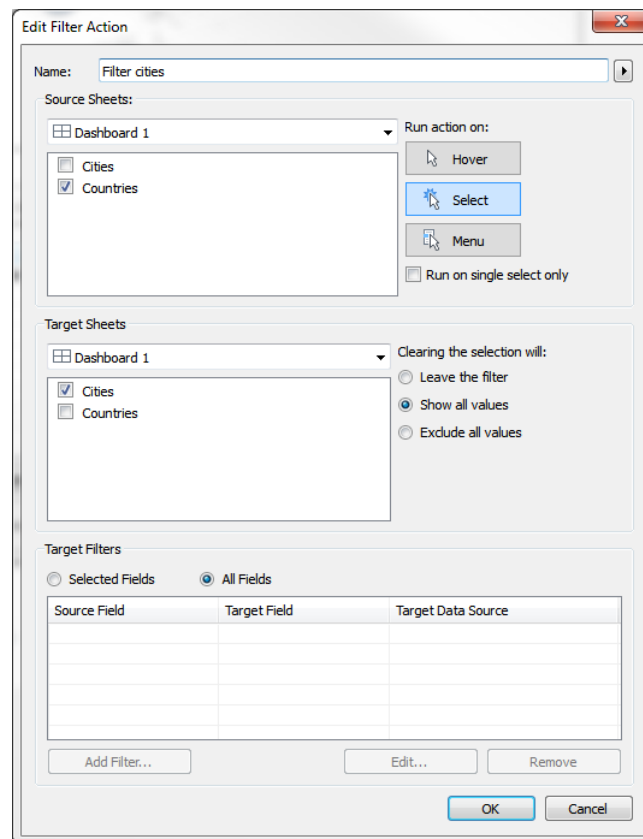 Edit Filter Action
Name: Filter cities
Source Sheets:
Dashboard 1
Cities
Countries
Run action on:
Hover
Select
Menu
Run on single select only
Target Sheets
Dashboard 1
Cities
Countries
Clearing the selection will:
Leave the filter
Show all values
Exclude all values
Target Filters
Selected Fields All Fields
Source Field Target Field Target Data Source
Add Filter... Edit... Remove
OK Cancel